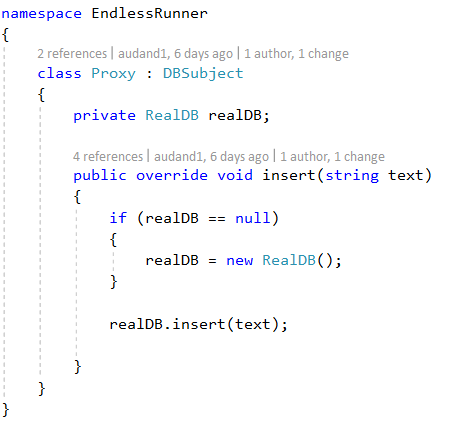 namespace EndlessRunner
{
2 references | audand1, 6 days ago | 1 author, 1 change
class Proxy : DBSubject
{
private RealDB realDB;
4 references | audand1, 6 days ago | 1 author, 1 change
public override void insert(string text)
{
if (realDB == null)
{
realDB = new RealDB();
}
realDB.insert(text);
}
}
}